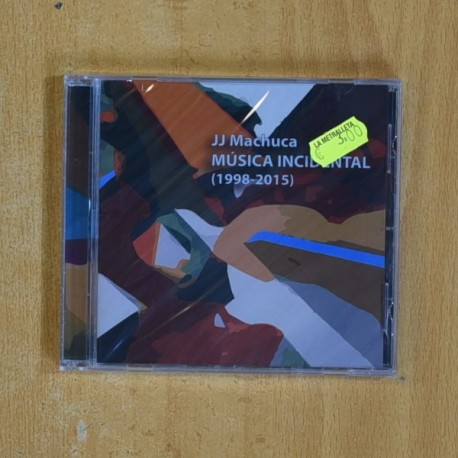 JJ Machuca
MÚSICA INCIDENTAL
(1998-2015)
LA METRALLETA
€ 3,00